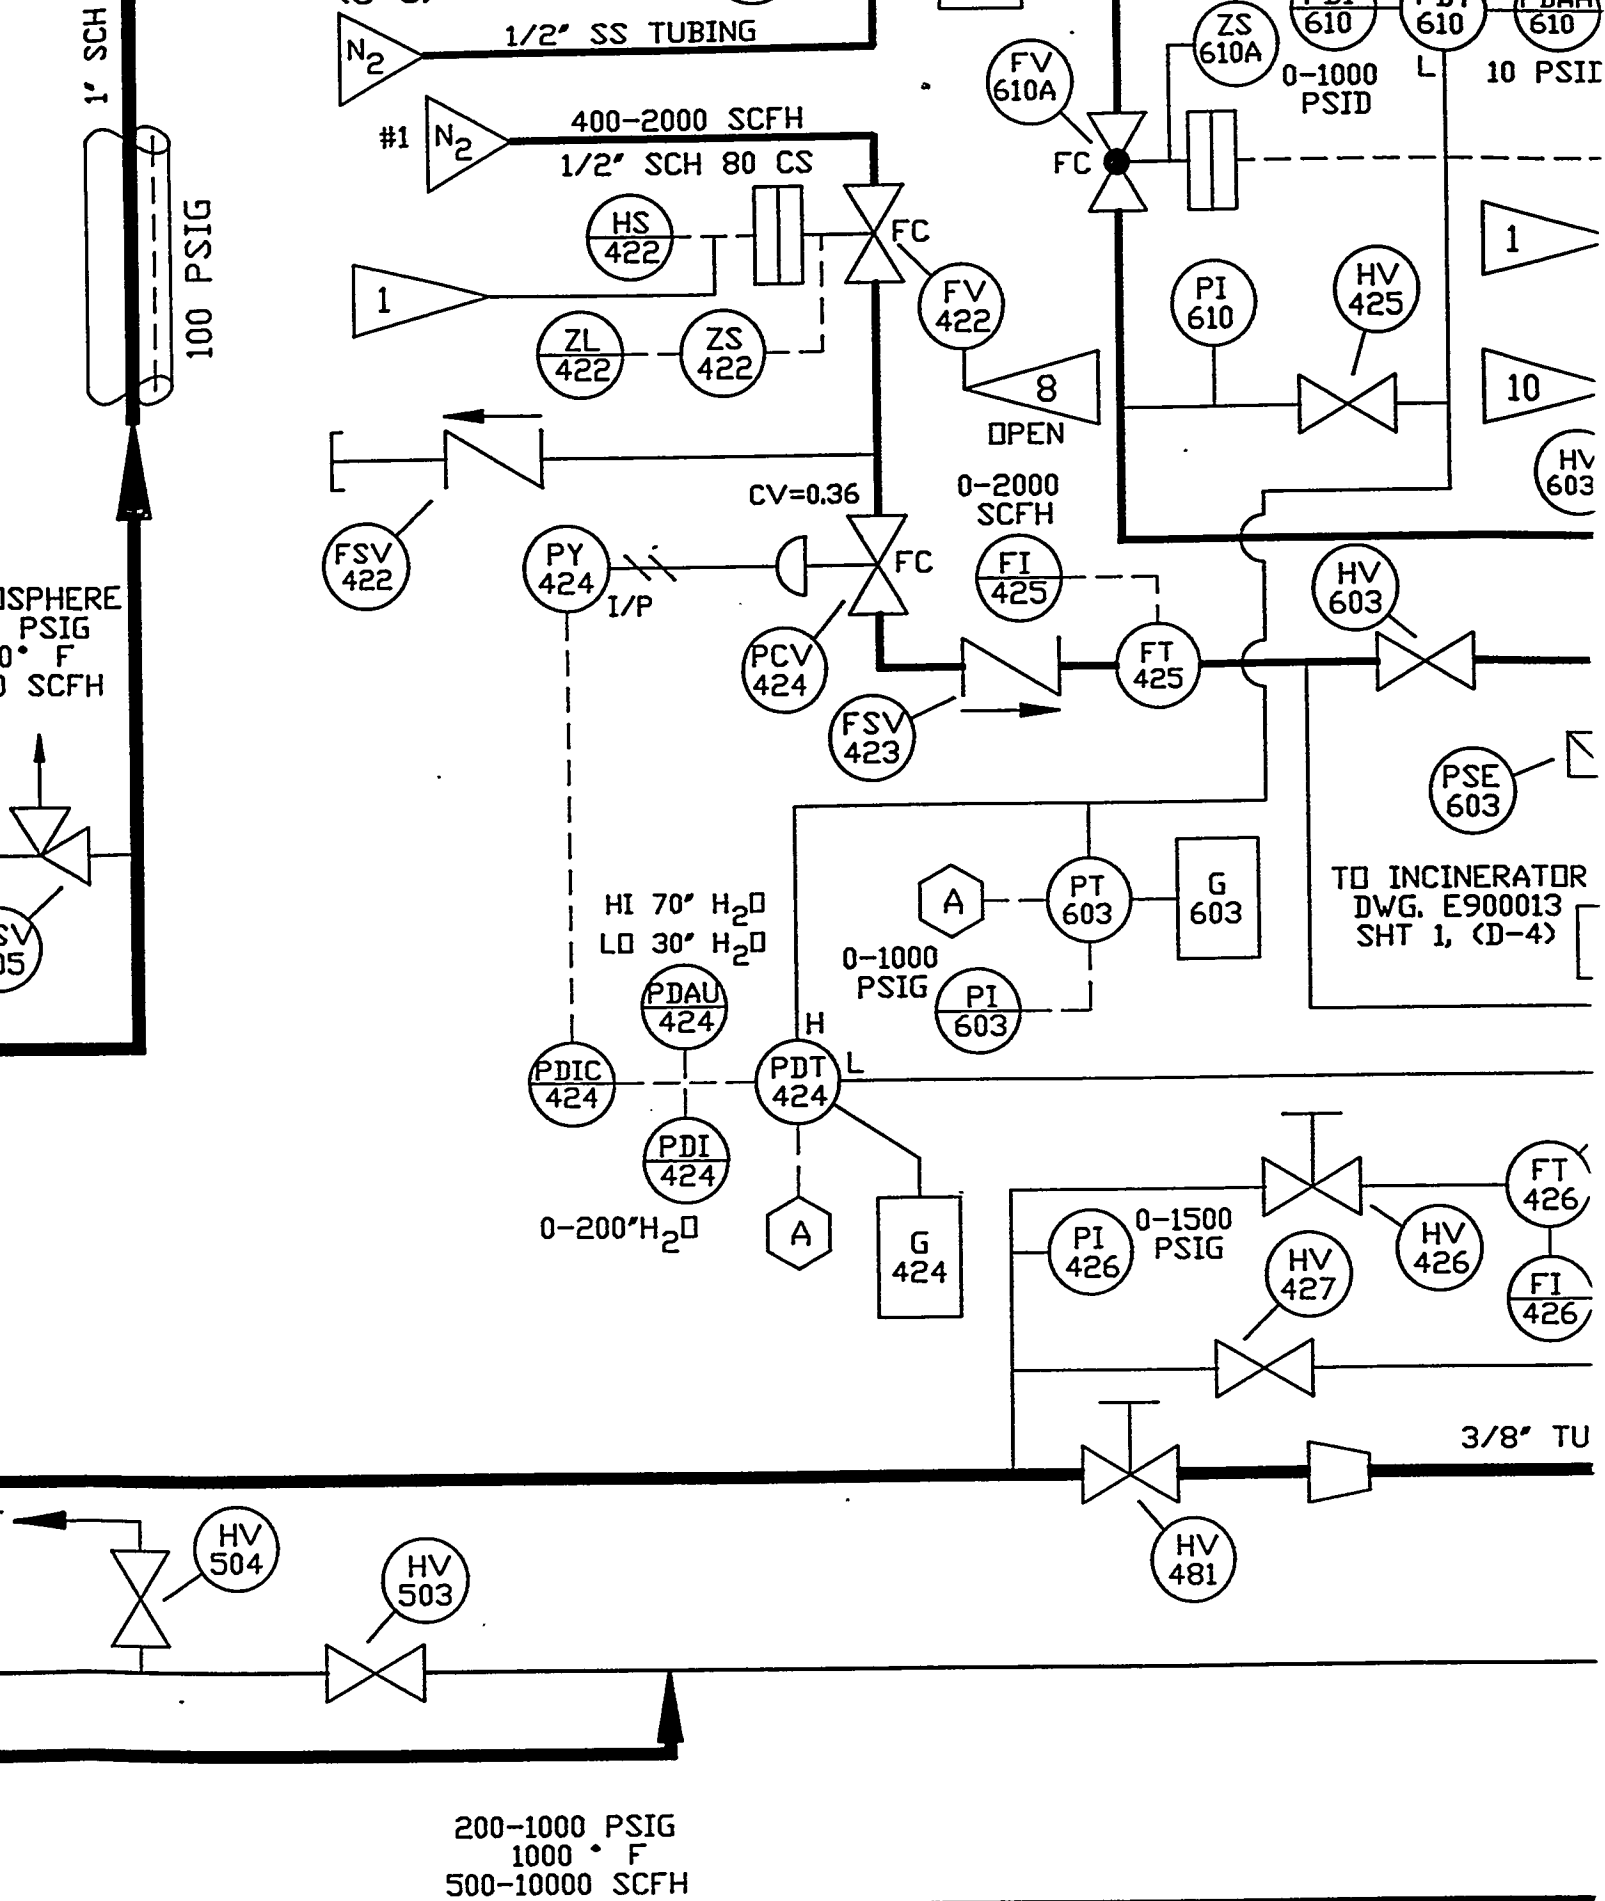 1" SCH
1/2" SS TUBING
N2
ZS
610A
610
610
610
0-1000
PSID
L
10 PSID
FV
610A
FC
#1
N2
400-2000 SCFH
1/2" SCH 80 CS
100 PSIG
HS
422
FC
1
FV
422
ZL
422
ZS
422
8
OPEN
PI
610
HV
425
1
10
HV
603
CV=0.36
0-2000
SCFH
FSV
422
PY
424
I/P
FC
FI
425
HV
603
PCV
424
FT
425
FSV
423
PSIG
F
SCFH
PSE
603
TO INCINERATOR
DWG. E900013
SHT 1, (D-4)
HI 70" H2O
LO 30" H2O
A
PT
603
G
603
0-1000
PSIG
PI
603
PDAU
424
H
PDIC
424
PDT
424
L
PDI
424
0-200"H2O
A
G
424
FT
426
PI
426
0-1500
PSIG
HV
426
HV
427
FI
426
3/8" TU
HV
481
HV
504
HV
503
200-1000 PSIG
1000 ° F
500-10000 SCFH